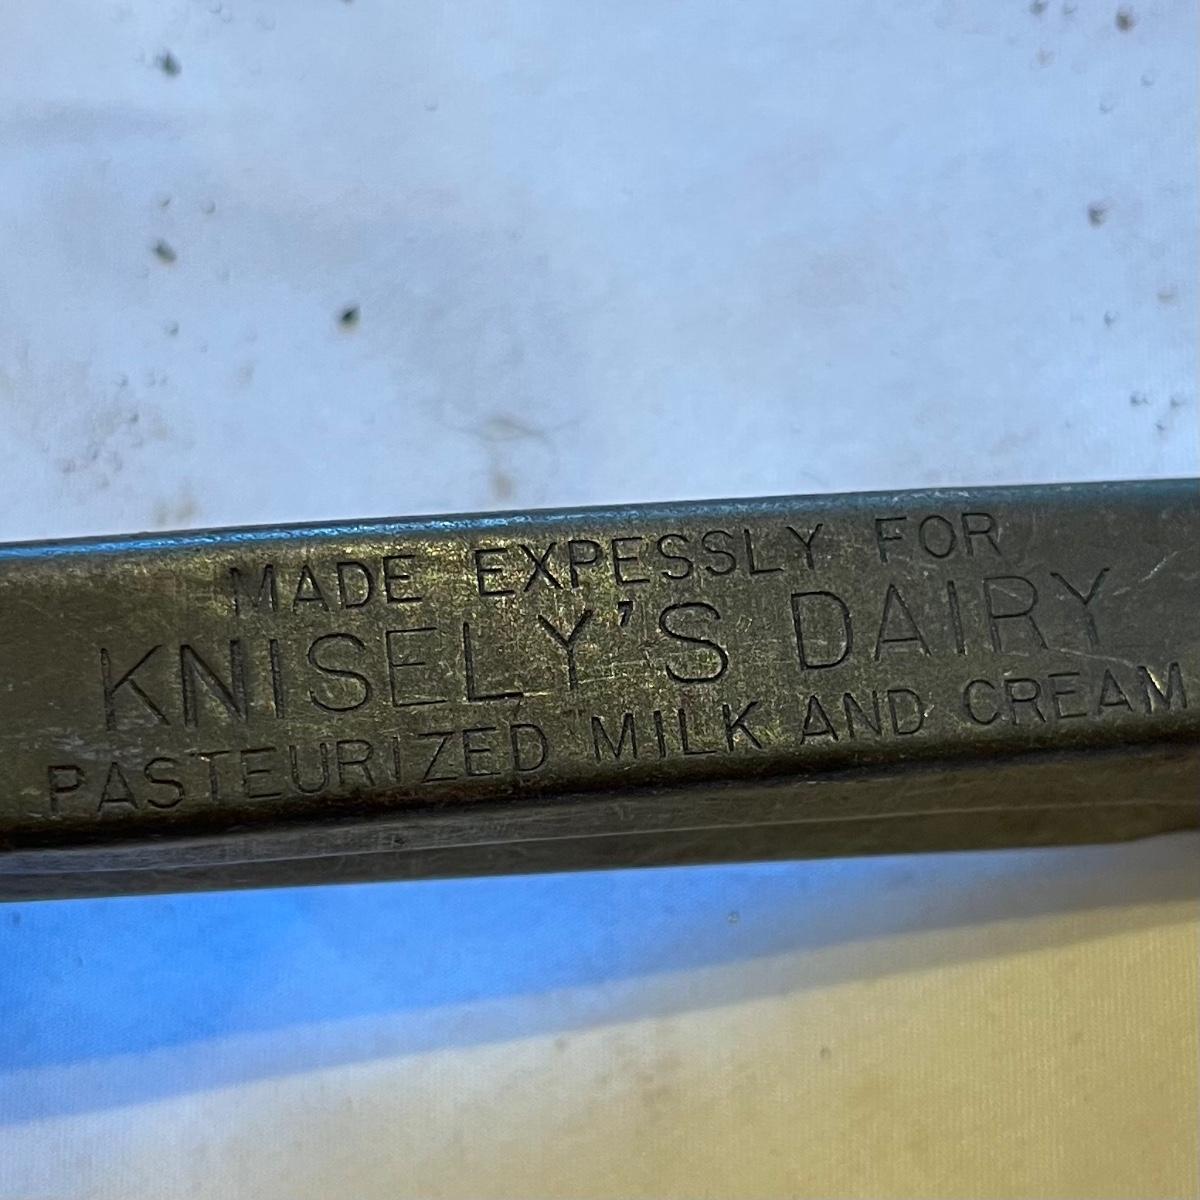 MADE EXPESSLY FOR
KNISELY'S DAIRY
PASTEURIZED MILK AND CREAM